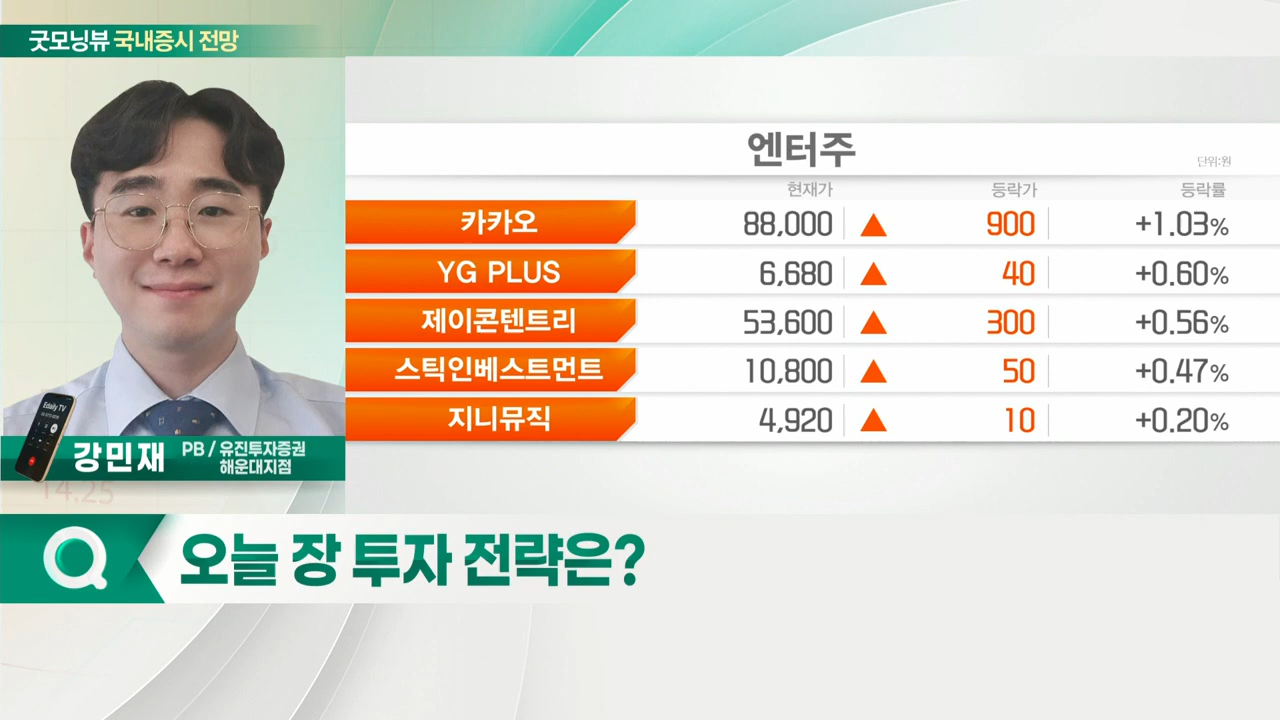 굿모닝뷰 국내증시 전망
엔터주
단위:원
현재가 등락가 등락률
카카오 88,000 ▲ 900 +1.03%
YG PLUS 6,680 ▲ 40 +0.60%
제이콘텐트리 53,600 ▲ 300 +0.56%
스틱인베스트먼트 10,800 ▲ 50 +0.47%
지니뮤직 4,920 ▲ 10 +0.20%
Edaily TV
강민재 PB / 유진투자증권
해운대지점
14.25
Q 오늘 장 투자 전략은?